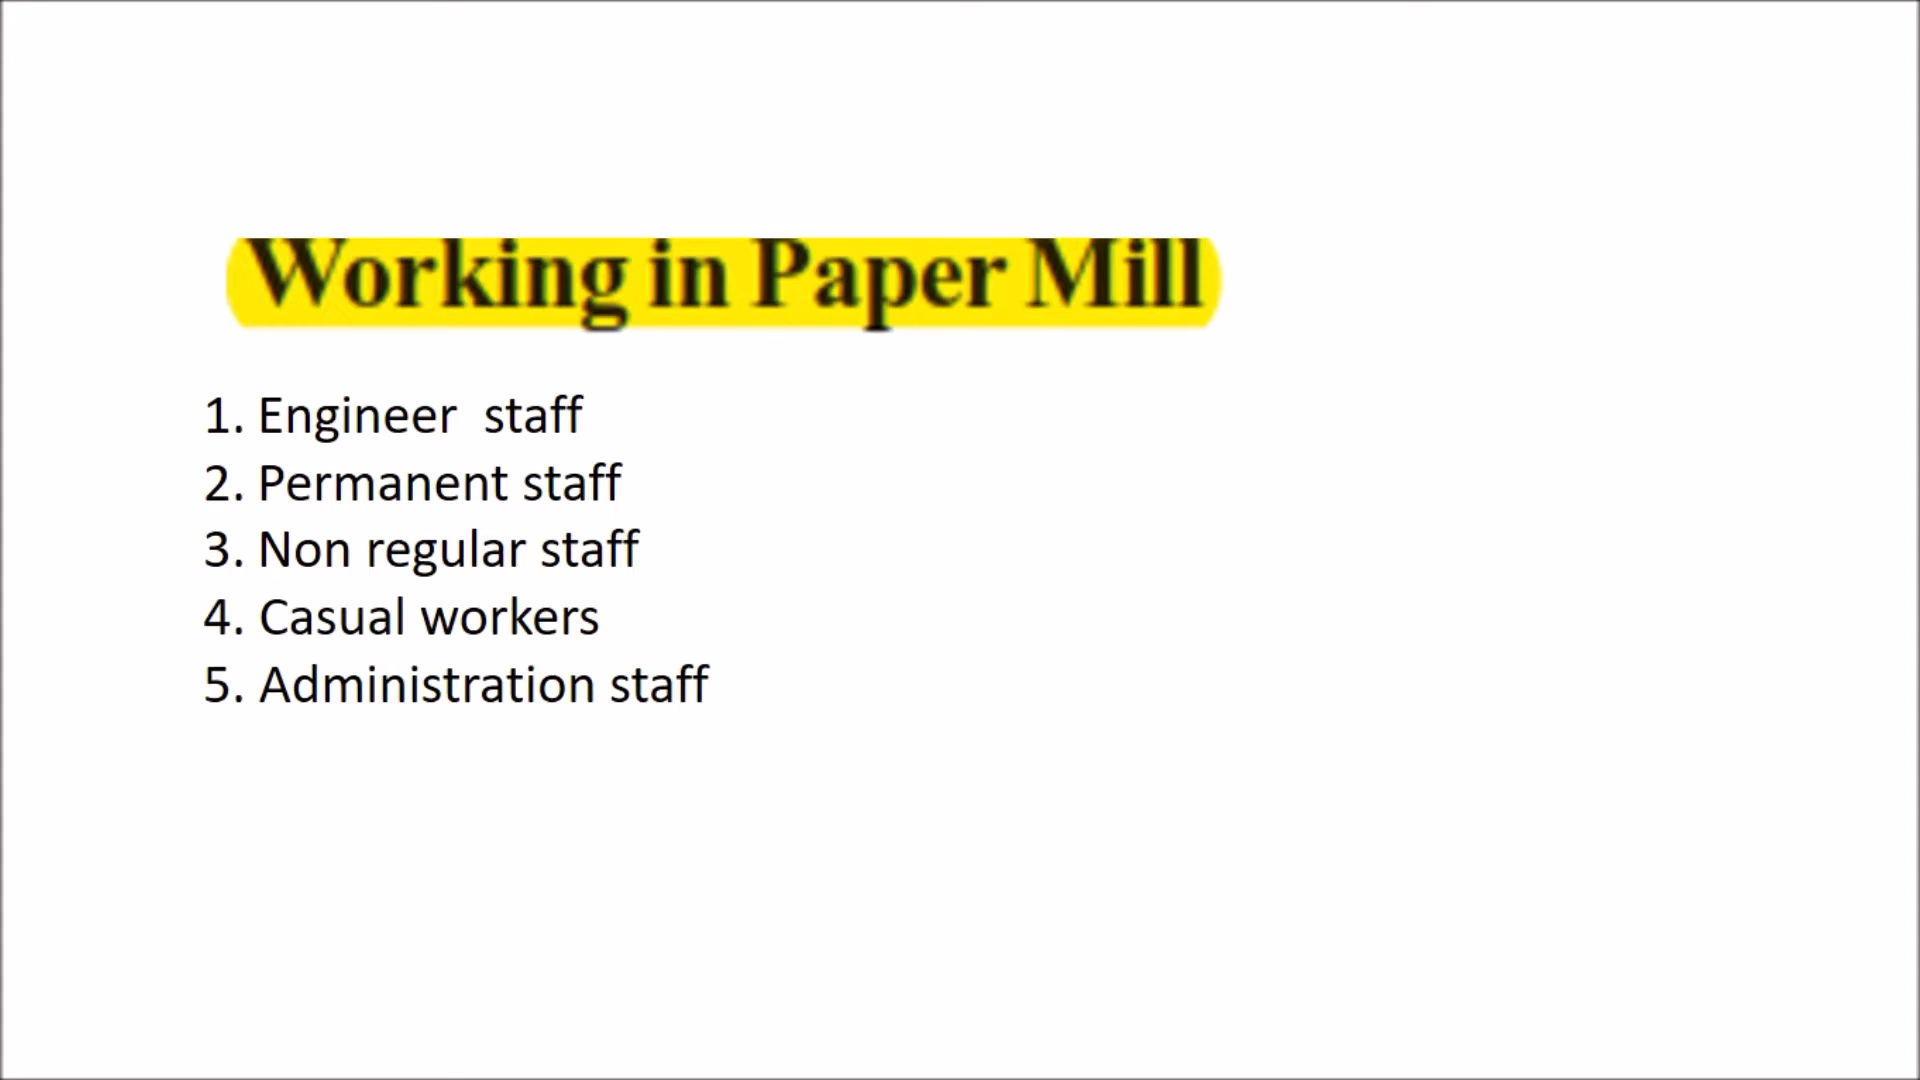 Working in Paper Mill
1. Engineer  staff
2. Permanent staff
3. Non regular staff
4. Casual workers
5. Administration staff